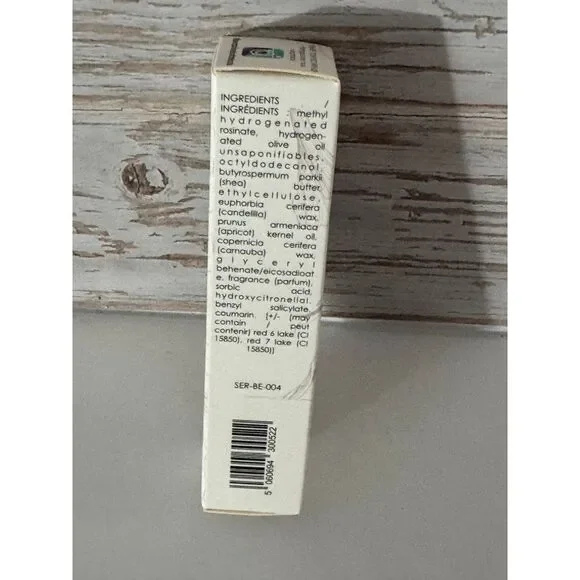 INGREDIENTS /
INGRÉDIENTS : methyl
hydrogenated
rosinate, hydrogen-
ated olive oil
unsaponifiables,
octyldodecanol,
butyrospermum parkii
(shea) butter
ethylcellulose,
euphorbia cerifera
(candelilla) wax,
prunus armeniaca
(apricot) kernel oil,
copernicia cerifera
(carnauba) wax,
glyceryl
behenate/eicosadioat
e, fragrance (parfum),
sorbic acid,
hydroxycitronellal,
benzyl salicylate,
coumarin. [+/- (may
contain / peut
contenir) red 6 lake (CI
15850), red 7 lake (CI
15850)]
SER-BE-004
5 060694 300522